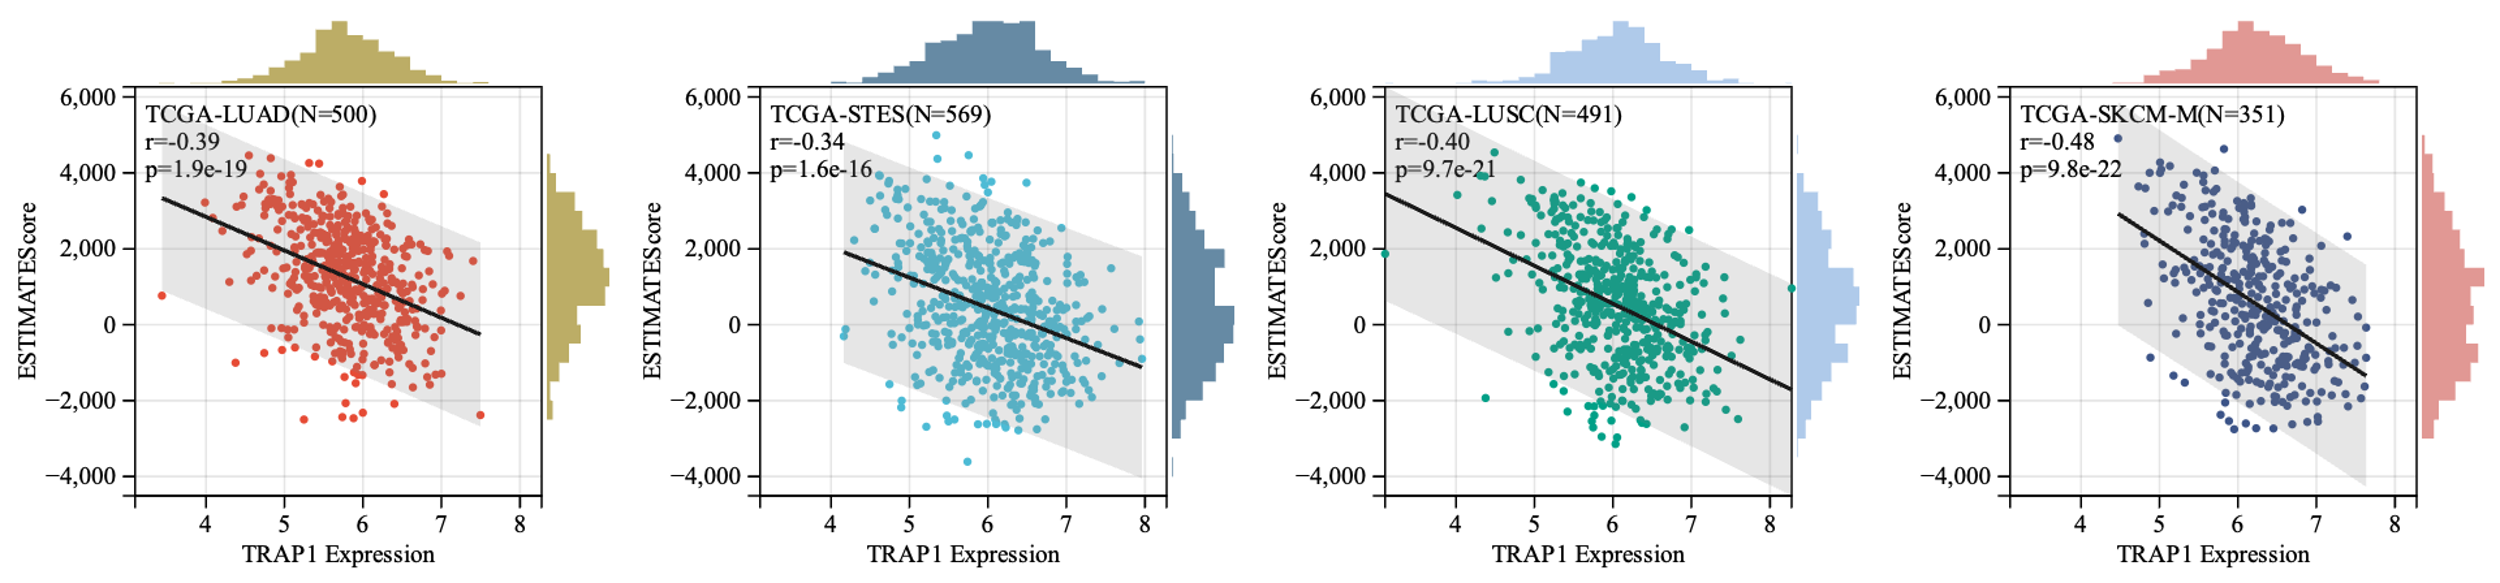 TCGA-LUAD(N=500)
r=-0.39
p=1.9e-19
6,000
4,000
2,000
0
−2,000
−4,000
ESTIMATEScore
4 5 6 7 8
TRAP1 Expression
TCGA-STES(N=569)
r=-0.34
p=1.6e-16
6,000
4,000
2,000
0
−2,000
−4,000
ESTIMATEScore
4 5 6 7 8
TRAP1 Expression
TCGA-LUSC(N=491)
r=-0.40
p=9.7e-21
6,000
4,000
2,000
0
−2,000
−4,000
ESTIMATEScore
4 5 6 7 8
TRAP1 Expression
TCGA-SKCM-M(N=351)
r=-0.48
p=9.8e-22
6,000
4,000
2,000
0
−2,000
−4,000
ESTIMATEScore
4 5 6 7 8
TRAP1 Expression